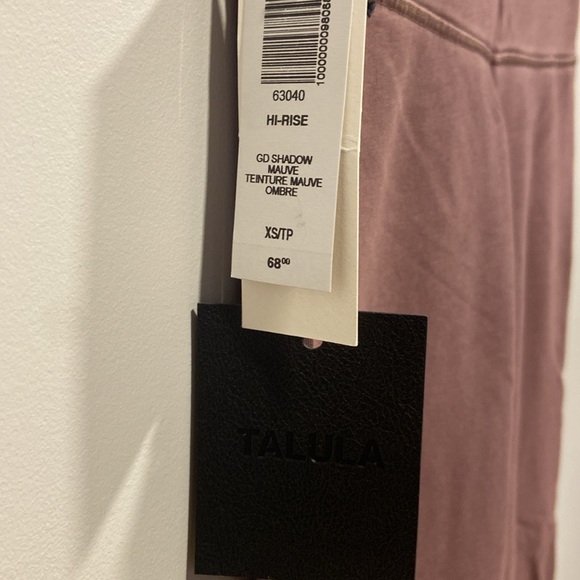 63040
HI-RISE
GD SHADOW
MAUVE
TEINTURE MAUVE
OMBRE
XS/TP
68⁰⁰
TALULA